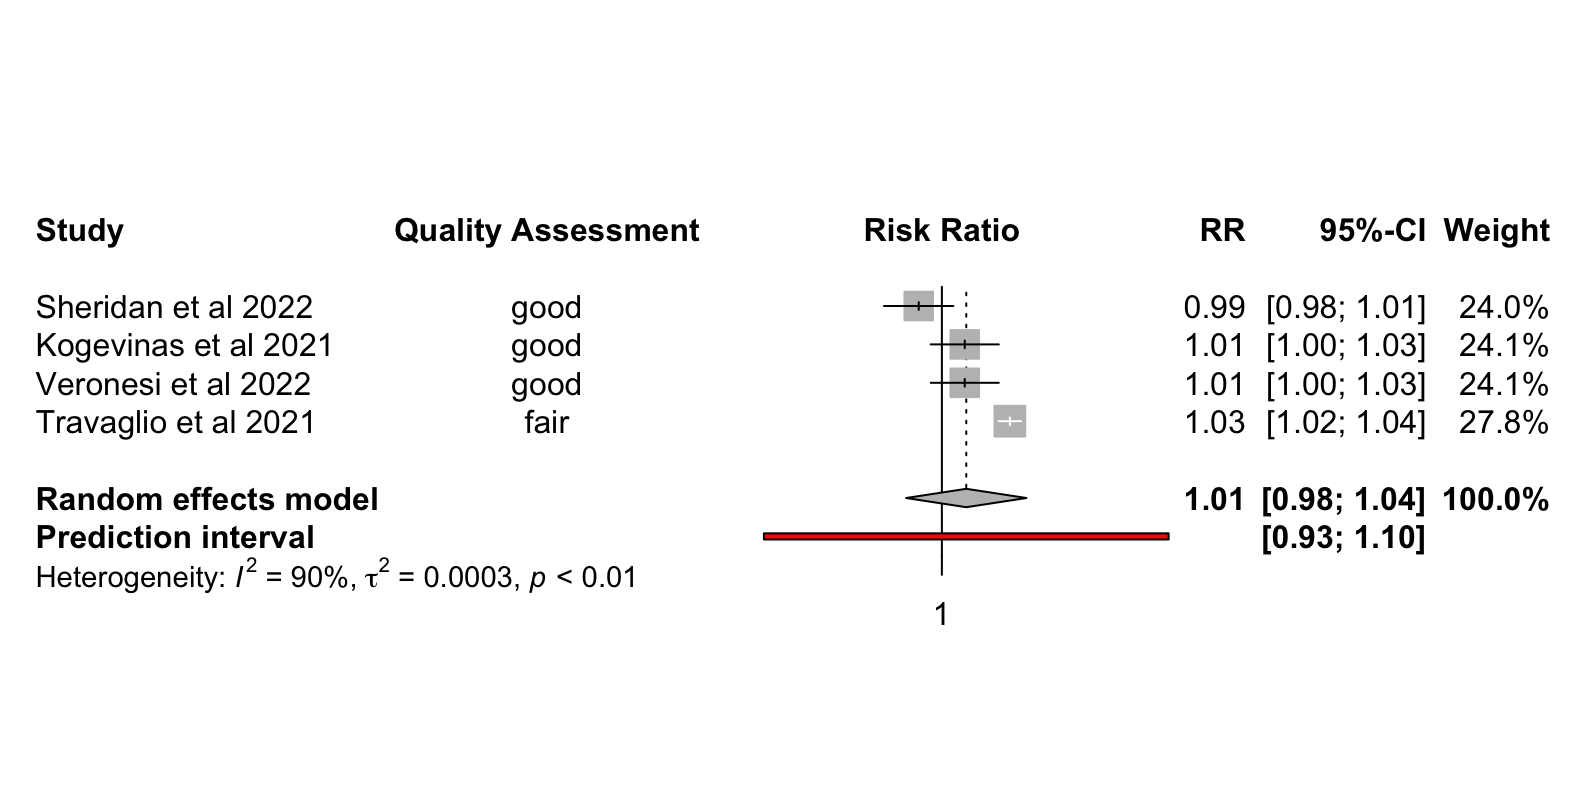 Study Quality Assessment Risk Ratio RR 95%-CI Weight
Sheridan et al 2022 good 0.99 [0.98; 1.01] 24.0%
Kogevinas et al 2021 good 1.01 [1.00; 1.03] 24.1%
Veronesi et al 2022 good 1.01 [1.00; 1.03] 24.1%
Travaglio et al 2021 fair 1.03 [1.02; 1.04] 27.8%
Random effects model 1.01 [0.98; 1.04] 100.0%
Prediction interval [0.93; 1.10]
Heterogeneity: I² = 90%, τ² = 0.0003, p < 0.01
1